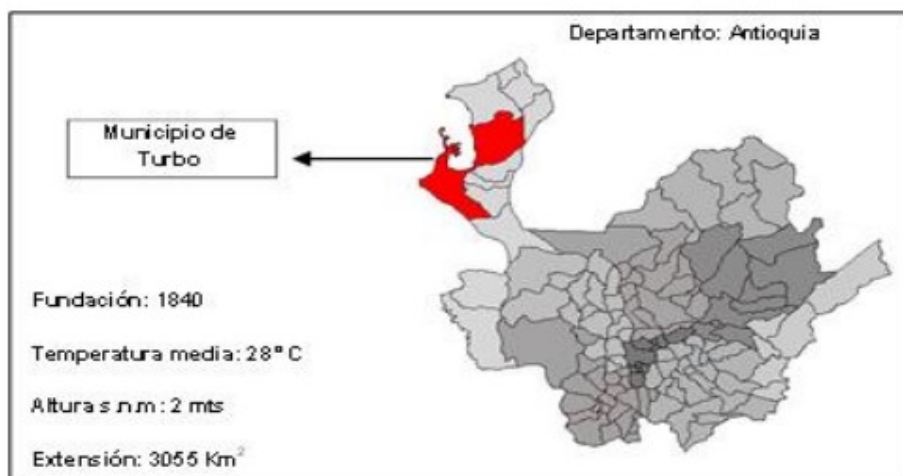 Departamento: Antioquia
Municipio de
Turbo
Fundación: 1840
Temperatura media: 28° C
Altura s.n.m: 2 mts
Extensión: 3055 Km²